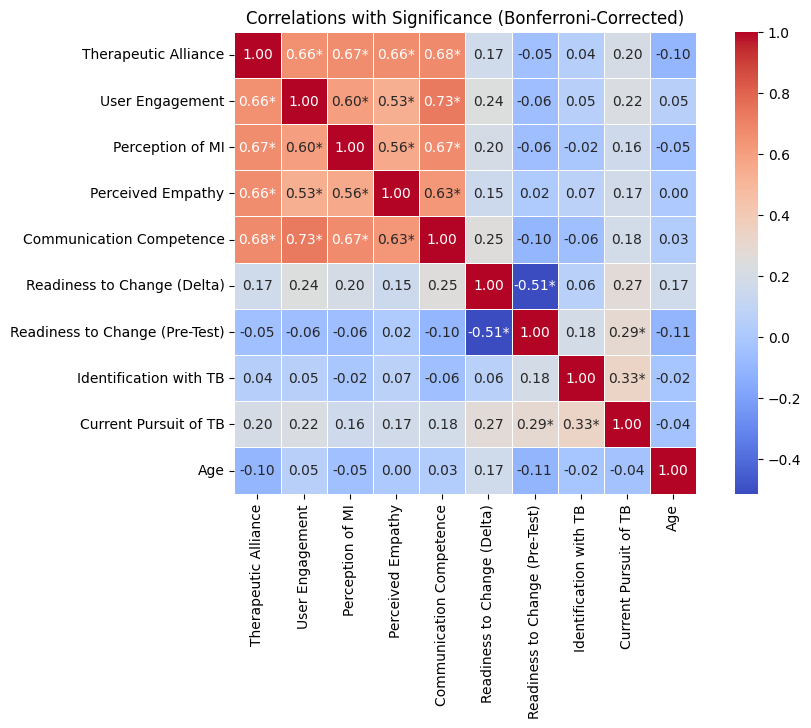 Correlations with Significance (Bonferroni-Corrected)
Therapeutic Alliance 1.00 0.66* 0.67* 0.66* 0.68* 0.17 -0.05 0.04 0.20 -0.10
User Engagement 0.66* 1.00 0.60* 0.53* 0.73* 0.24 -0.06 0.05 0.22 0.05
Perception of MI 0.67* 0.60* 1.00 0.56* 0.67* 0.20 -0.06 -0.02 0.16 -0.05
Perceived Empathy 0.66* 0.53* 0.56* 1.00 0.63* 0.15 0.02 0.07 0.17 0.00
Communication Competence 0.68* 0.73* 0.67* 0.63* 1.00 0.25 -0.10 -0.06 0.18 0.03
Readiness to Change (Delta) 0.17 0.24 0.20 0.15 0.25 1.00 -0.51* 0.06 0.27 0.17
Readiness to Change (Pre-Test) -0.05 -0.06 -0.06 0.02 -0.10 -0.51* 1.00 0.18 0.29* -0.11
Identification with TB 0.04 0.05 -0.02 0.07 -0.06 0.06 0.18 1.00 0.33* -0.02
Current Pursuit of TB 0.20 0.22 0.16 0.17 0.18 0.27 0.29* 0.33* 1.00 -0.04
Age -0.10 0.05 -0.05 0.00 0.03 0.17 -0.11 -0.02 -0.04 1.00
Therapeutic Alliance
User Engagement
Perception of MI
Perceived Empathy
Communication Competence
Readiness to Change (Delta)
Readiness to Change (Pre-Test)
Identification with TB
Current Pursuit of TB
Age
1.0
0.8
0.6
0.4
0.2
0.0
−0.2
−0.4